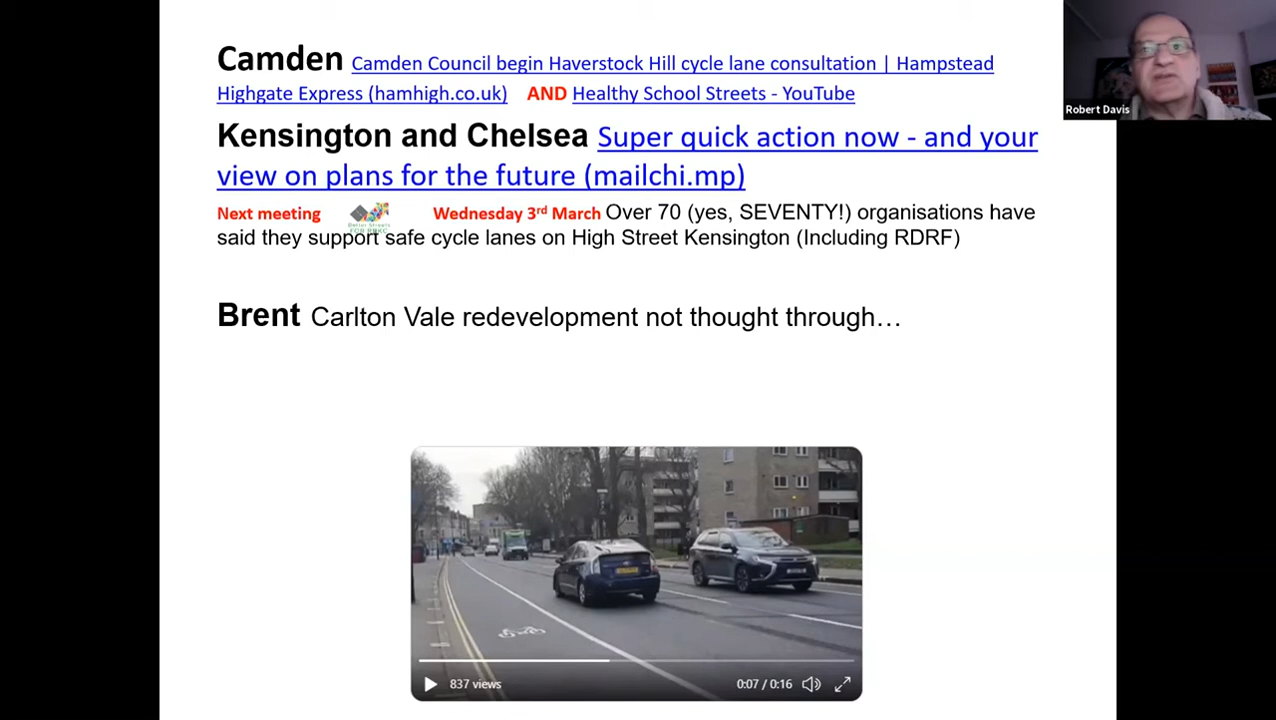 Camden Camden Council begin Haverstock Hill cycle lane consultation | Hampstead
Highgate Express (hamhigh.co.uk) AND Healthy School Streets - YouTube
Robert Davis
Kensington and Chelsea Super quick action now - and your
view on plans for the future (mailchi.mp)
Next meeting Wednesday 3rd March Over 70 (yes, SEVENTY!) organisations have
said they support safe cycle lanes on High Street Kensington (Including RDRF)
Brent Carlton Vale redevelopment not thought through…
837 views
0:07 / 0:16